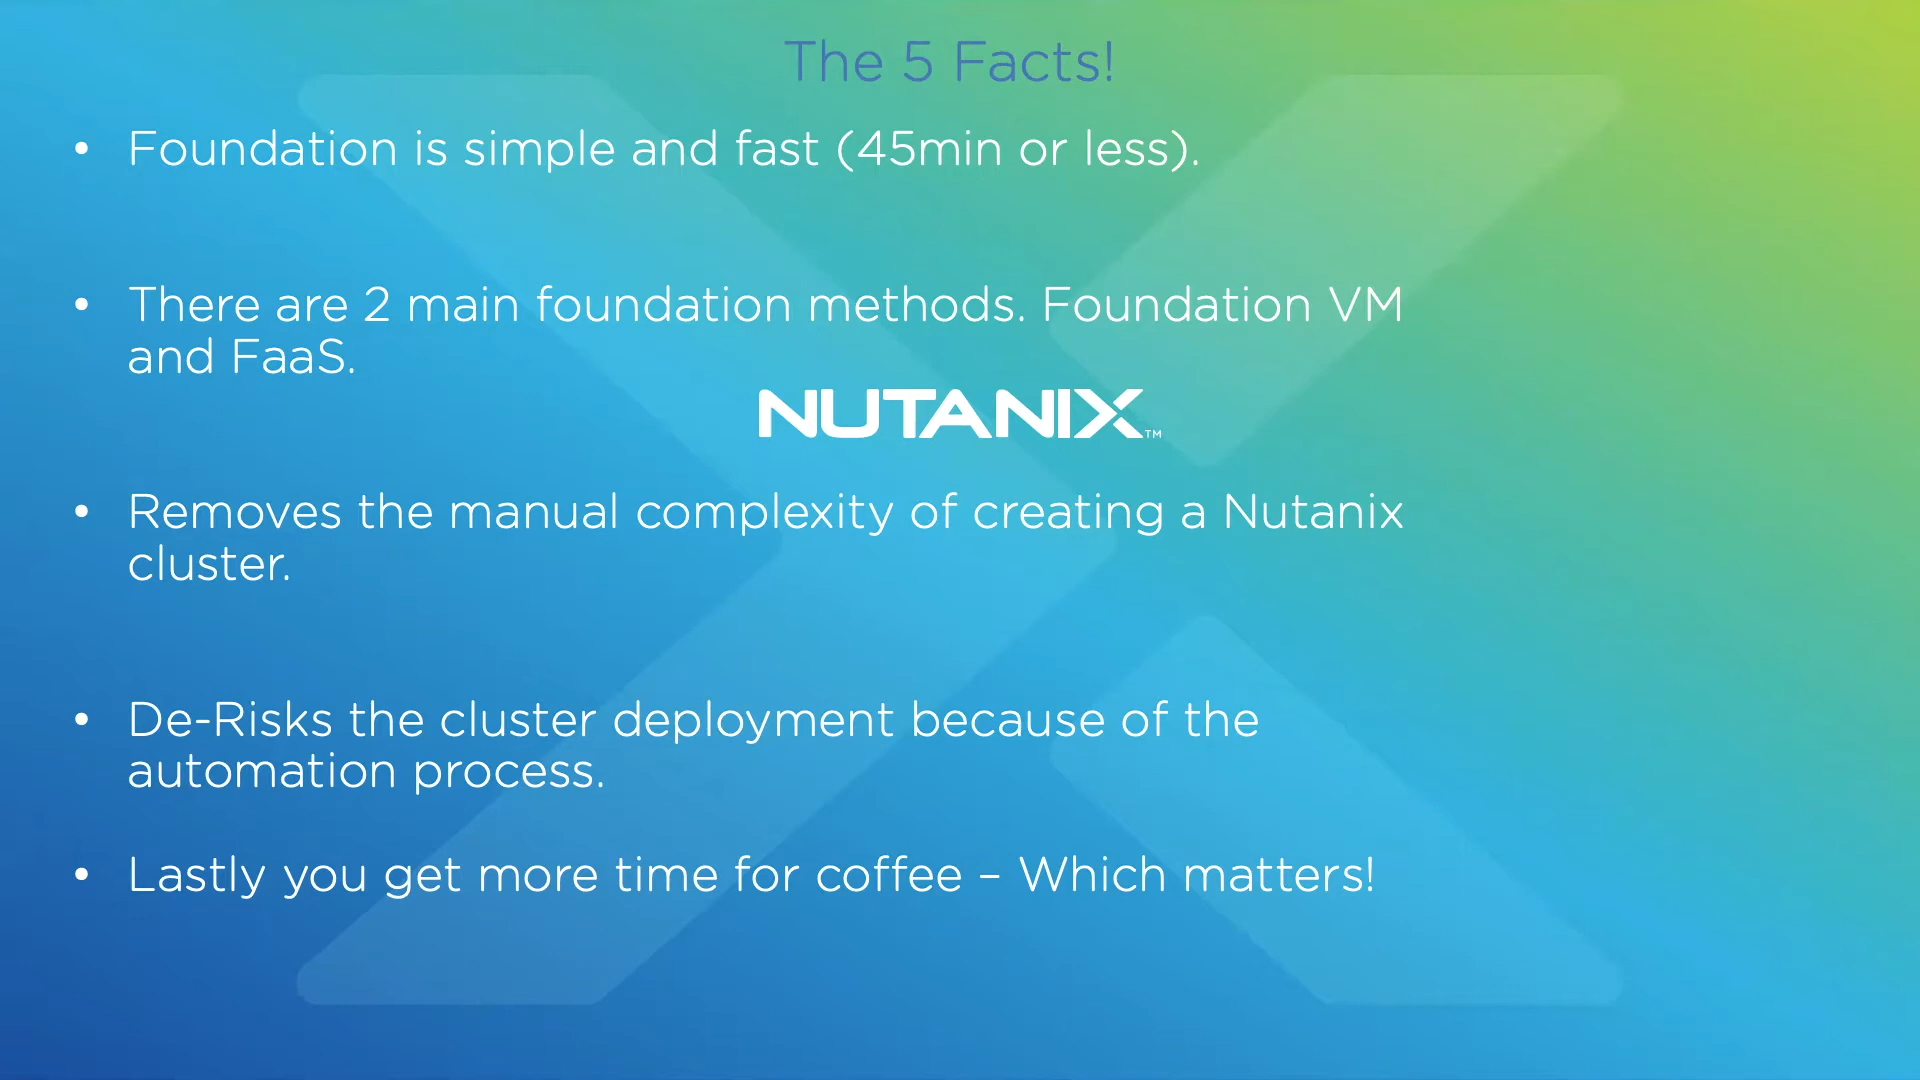 The 5 Facts!
• Foundation is simple and fast (45min or less).
• There are 2 main foundation methods. Foundation VM
and FaaS.
NUTANIX™
• Removes the manual complexity of creating a Nutanix
cluster.
• De-Risks the cluster deployment because of the
automation process.
• Lastly you get more time for coffee – Which matters!